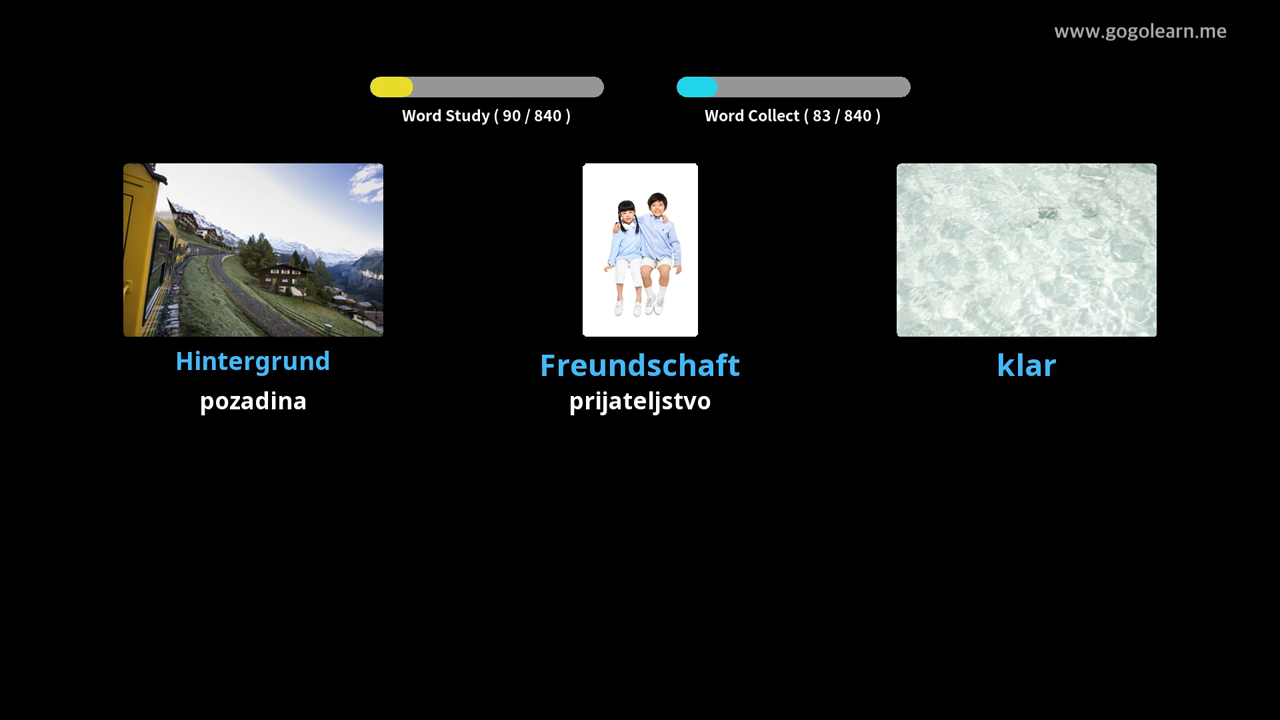 www.gogolearn.me
Word Study ( 90 / 840 )
Word Collect ( 83 / 840 )
Hintergrund
pozadina
Freundschaft
prijateljstvo
klar